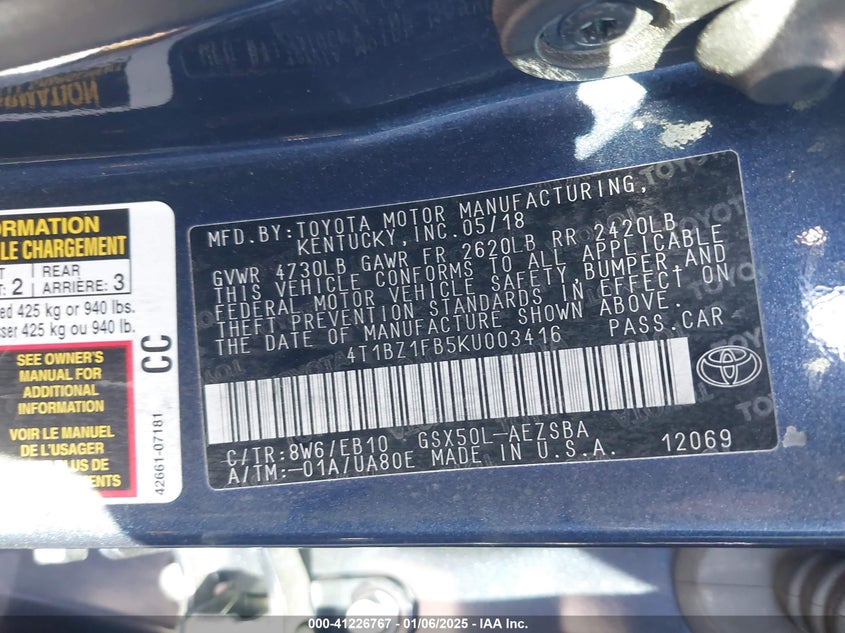 MFD.BY:TOYOTA MOTOR MANUFACTURING,
KENTUCKY,INC.05/18
GVWR 4730LB GAWR FR 2620LB RR 2420LB
THIS VEHICLE CONFORMS TO ALL APPLICABLE
FEDERAL MOTOR VEHICLE SAFETY, BUMPER AND
THEFT PREVENTION STANDARDS IN EFFECT ON
THE DATE OF MANUFACTURE SHOWN ABOVE.
4T1BZ1FB5KU003416 PASS.CAR
C/TR:8W6/EB10 GSX50L-AEZSBA
A/TM:-01A/UA80E MADE IN U.S.A. 12069
CHARGEMENT
2 REAR
ARRIÈRE: 3
425 kg or 940 lbs.
425 kg ou 940 lb.
SEE OWNER'S
MANUAL FOR
ADDITIONAL
INFORMATION
VOIR LE MANUEL
DE L'USAGER
CC
42661-07181
000-41226767 - 01/06/2025 - IAA Inc.